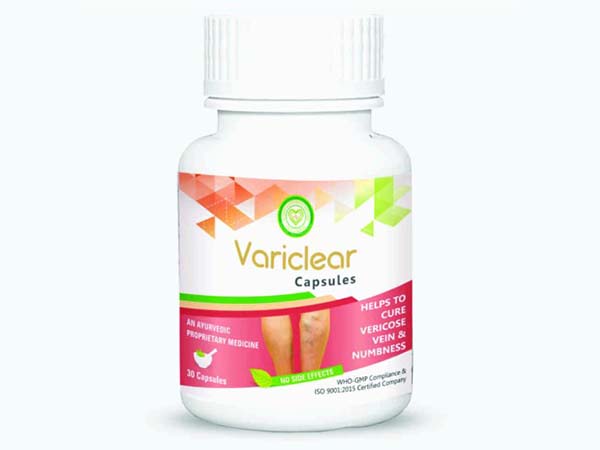 Variclear
Capsules
AN AYURVEDIC
PROPRIETARY MEDICINE
30 Capsules
HELPS TO
CURE
VERICOSE
VEIN &
NUMBNESS
NO SIDE EFFECTS
WHO-GMP Compliance &
ISO 9001:2015 Certified Company